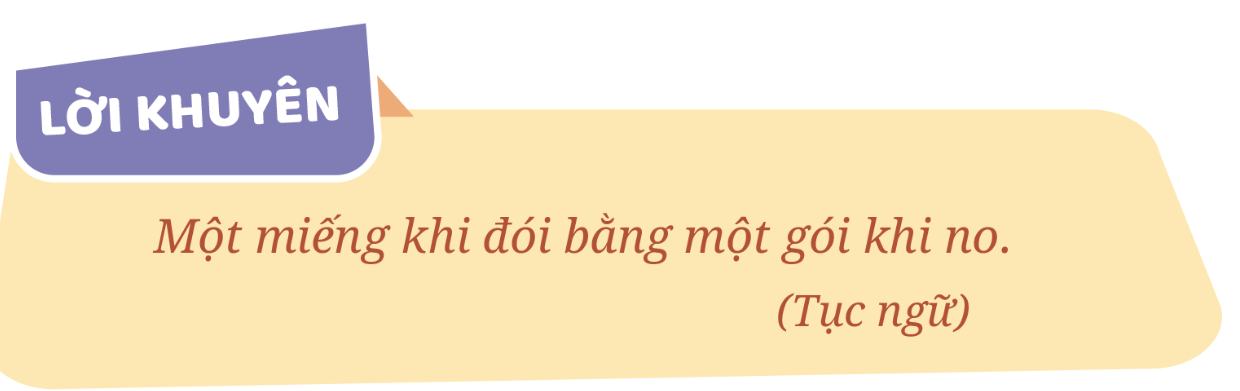 LỜI KHUYÊN
Một miếng khi đói bằng một gói khi no.
(Tục ngữ)